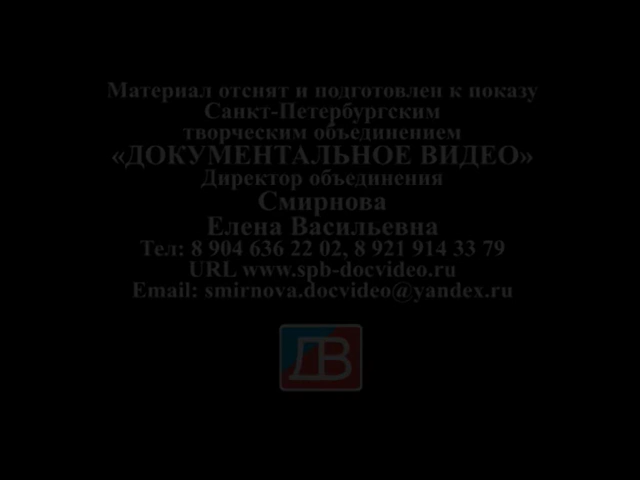 Материал отснят и подготовлен к показу
Санкт-Петербургским
творческим объединением
«ДОКУМЕНТАЛЬНОЕ ВИДЕО»
Директор объединения
Смирнова
Елена Васильевна
Тел: 8 904 636 22 02, 8 921 914 33 79
URL www.spb-docvideo.ru
Email: smirnova.docvideo@yandex.ru
ДВ